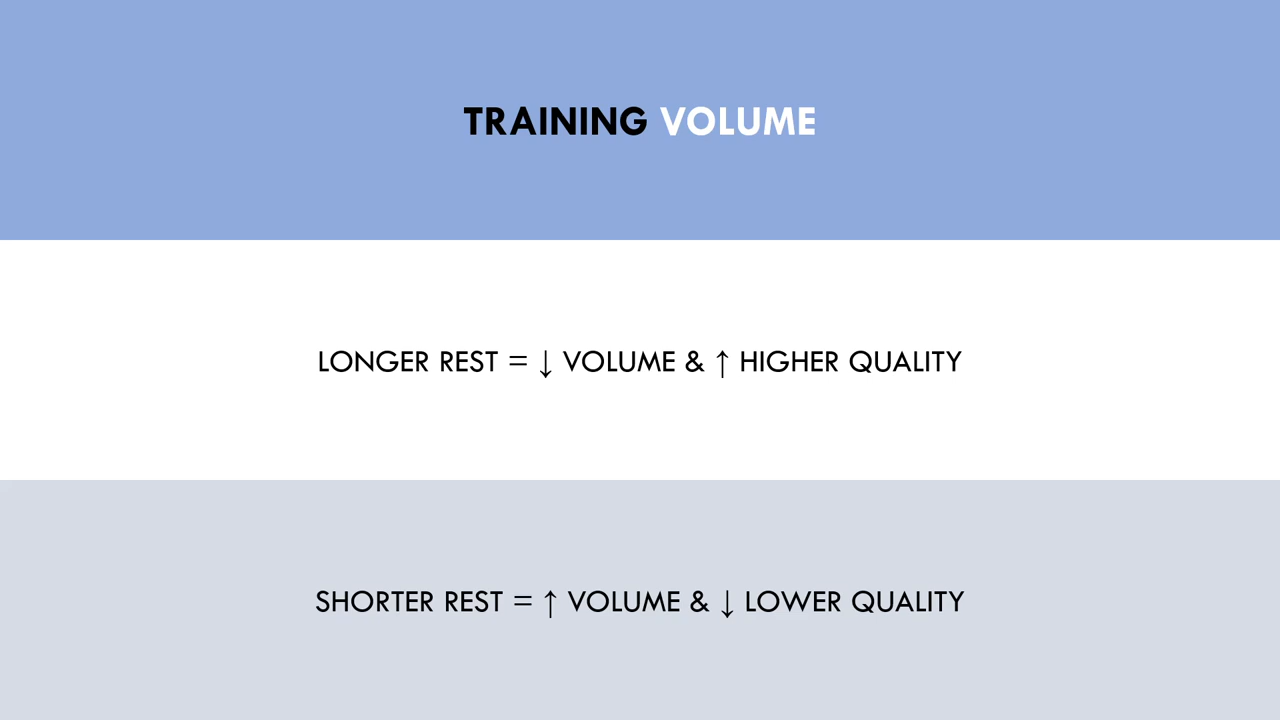 TRAINING VOLUME
LONGER REST = ↓ VOLUME & ↑ HIGHER QUALITY
SHORTER REST = ↑ VOLUME & ↓ LOWER QUALITY